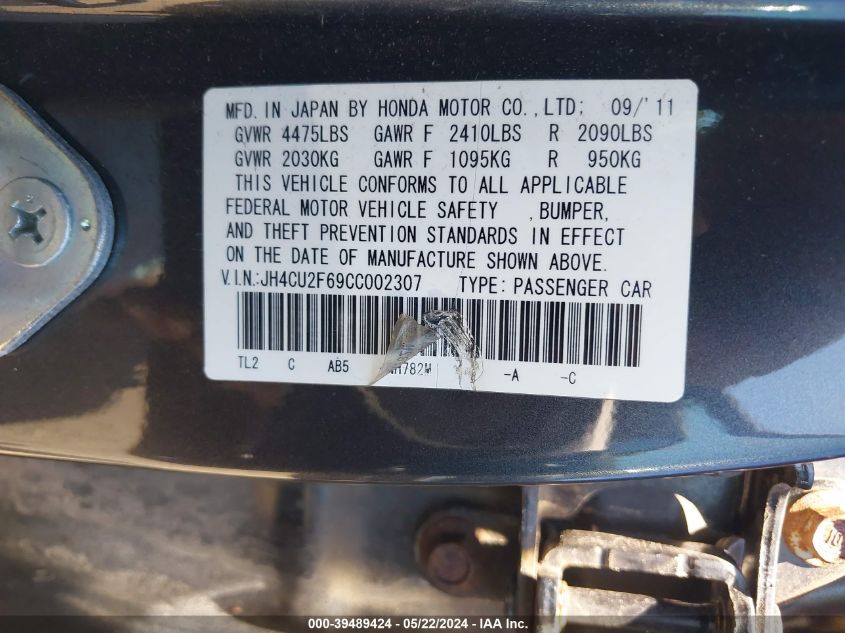 MFD. IN JAPAN BY HONDA MOTOR CO.,LTD; 09/'11
GVWR 4475LBS GAWR F 2410LBS R 2090LBS
GVWR 2030KG GAWR F 1095KG R 950KG
THIS VEHICLE CONFORMS TO ALL APPLICABLE
FEDERAL MOTOR VEHICLE SAFETY ,BUMPER,
AND THEFT PREVENTION STANDARDS IN EFFECT
ON THE DATE OF MANUFACTURE SHOWN ABOVE.
V.I.N:JH4CU2F69CC002307 TYPE:PASSENGER CAR
TL2 C AB5 NH782M -A -C
000-39489424 - 05/22/2024 - IAA Inc.